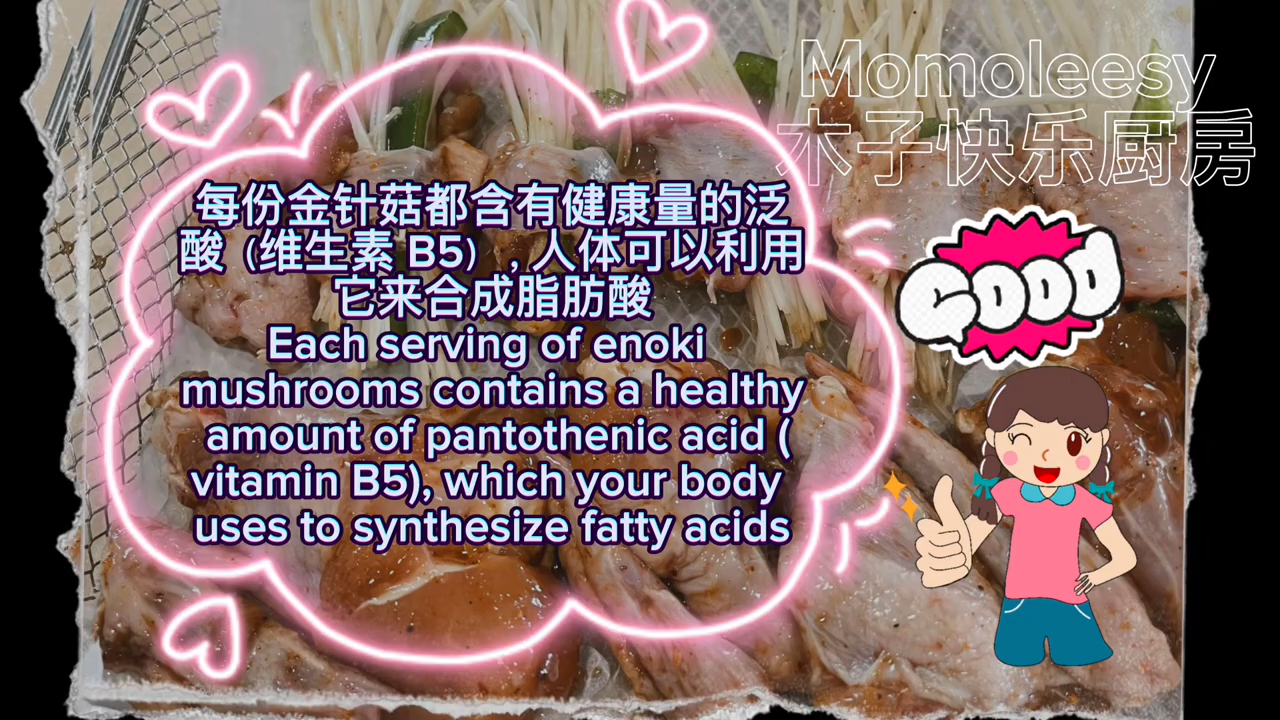 Momoleesy
木子快乐厨房
每份金针菇都含有健康量的泛
酸（维生素 B5），人体可以利用
它来合成脂肪酸
Each serving of enoki
mushrooms contains a healthy
amount of pantothenic acid (
vitamin B5), which your body
uses to synthesize fatty acids
GOOD